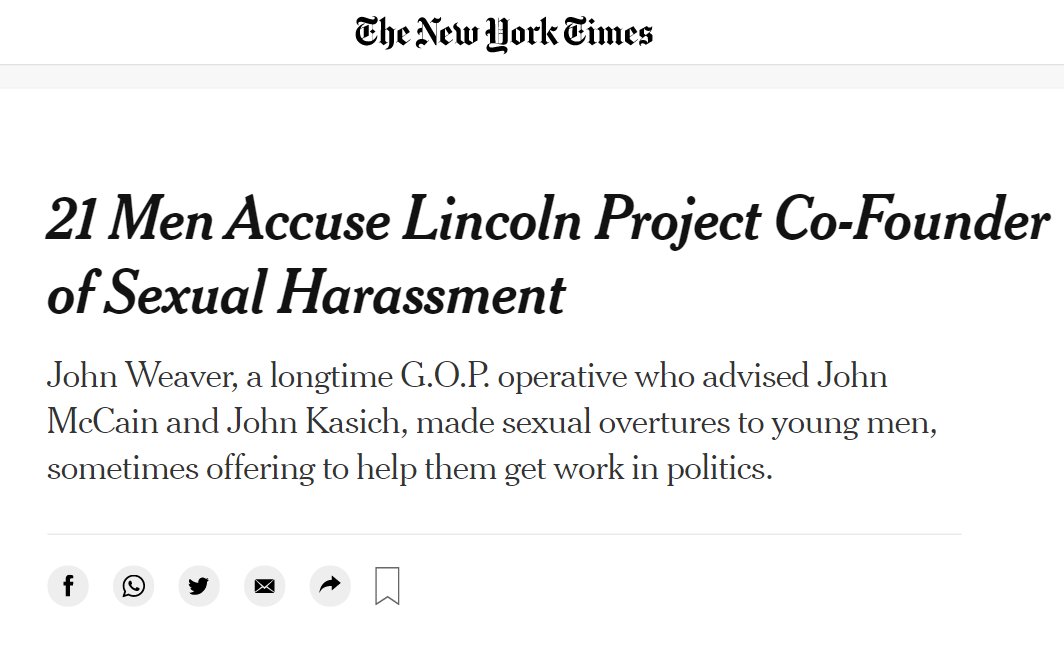 The New York Times
21 Men Accuse Lincoln Project Co-Founder
of Sexual Harassment
John Weaver, a longtime G.O.P. operative who advised John
McCain and John Kasich, made sexual overtures to young men,
sometimes offering to help them get work in politics.